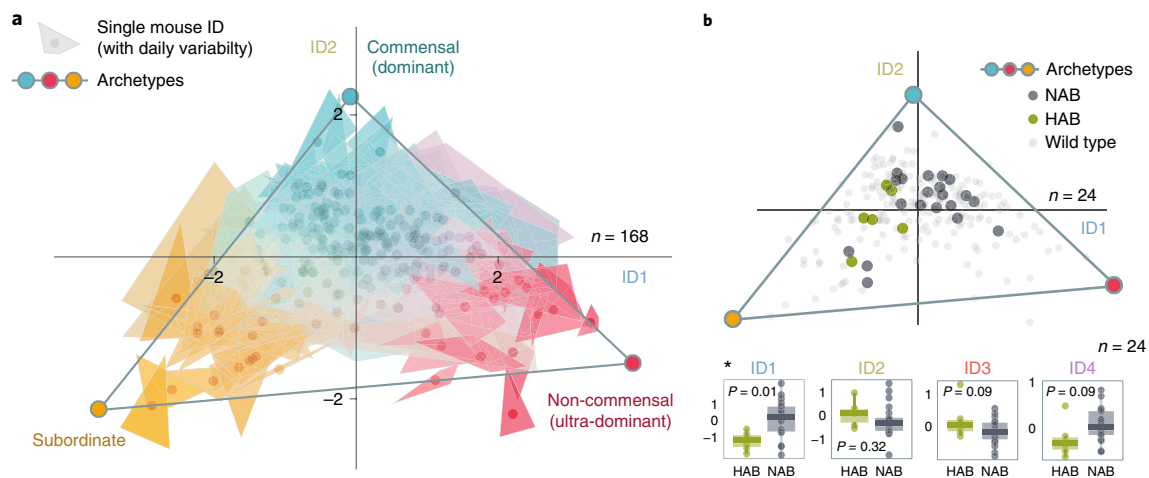 a
Single mouse ID
(with daily variabilty)
Archetypes
ID2
Commensal
(dominant)
2
n = 168
−2
2
ID1
−2
Non-commensal
(ultra-dominant)
Subordinate
b
ID2
Archetypes
NAB
HAB
Wild type
n = 24
ID1
n = 24
* ID1
P = 0.01
1
0
−1
HAB NAB
ID2
1
0
−1
P = 0.32
HAB NAB
ID3
P = 0.09
1
0
HAB NAB
ID4
1
P = 0.09
0
HAB NAB